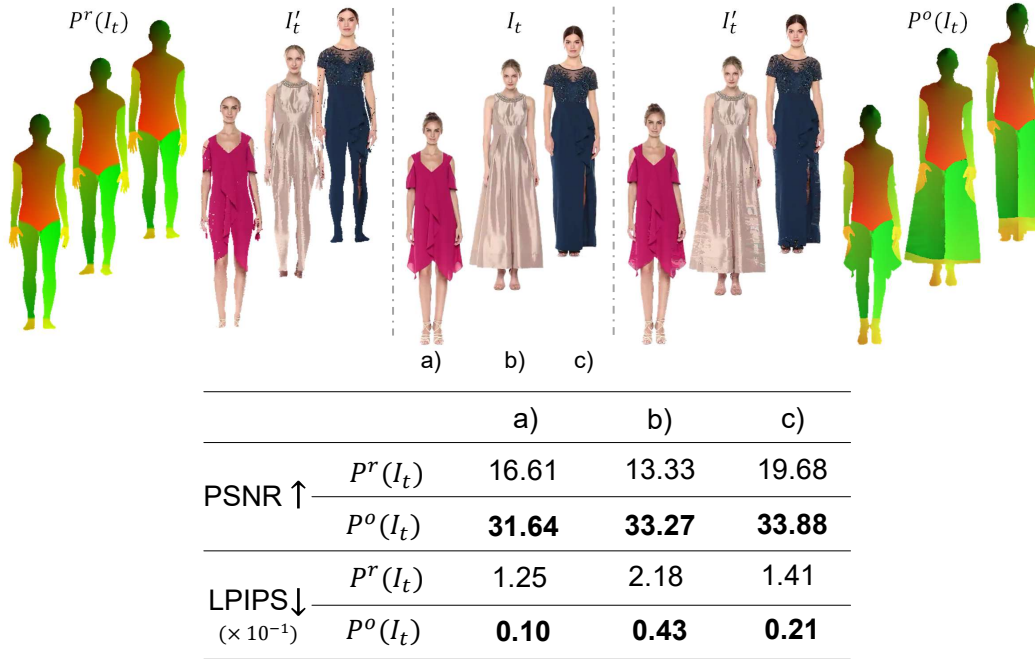 P^r(I_t) I'_t I_t I'_t P^o(I_t)
a) b) c)
a) b) c)
PSNR ↑ P^r(I_t) 16.61 13.33 19.68
P^o(I_t) 31.64 33.27 33.88
LPIPS↓ P^r(I_t) 1.25 2.18 1.41
(× 10^{-1}) P^o(I_t) 0.10 0.43 0.21